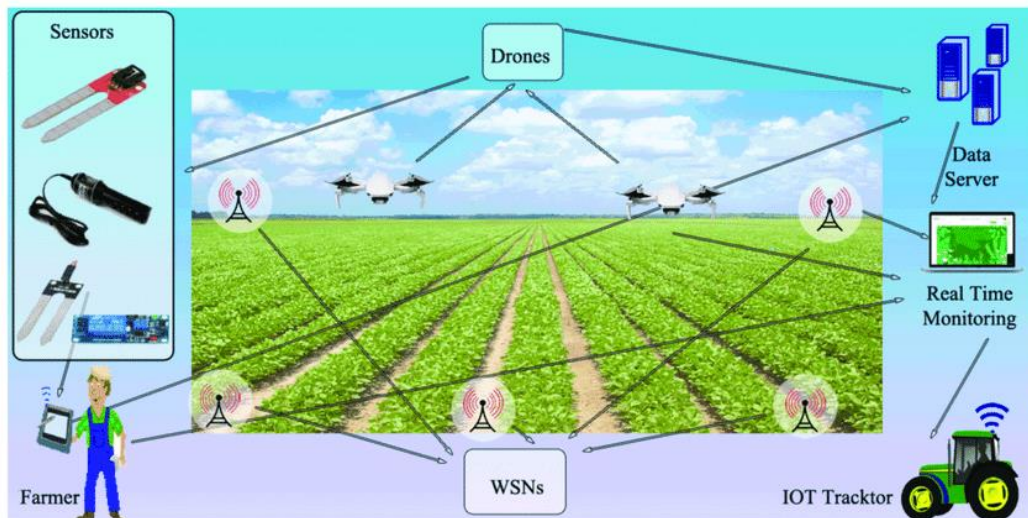 Sensors
Drones
Data
Server
Real Time
Monitoring
Farmer
WSNs
IOT Tracktor